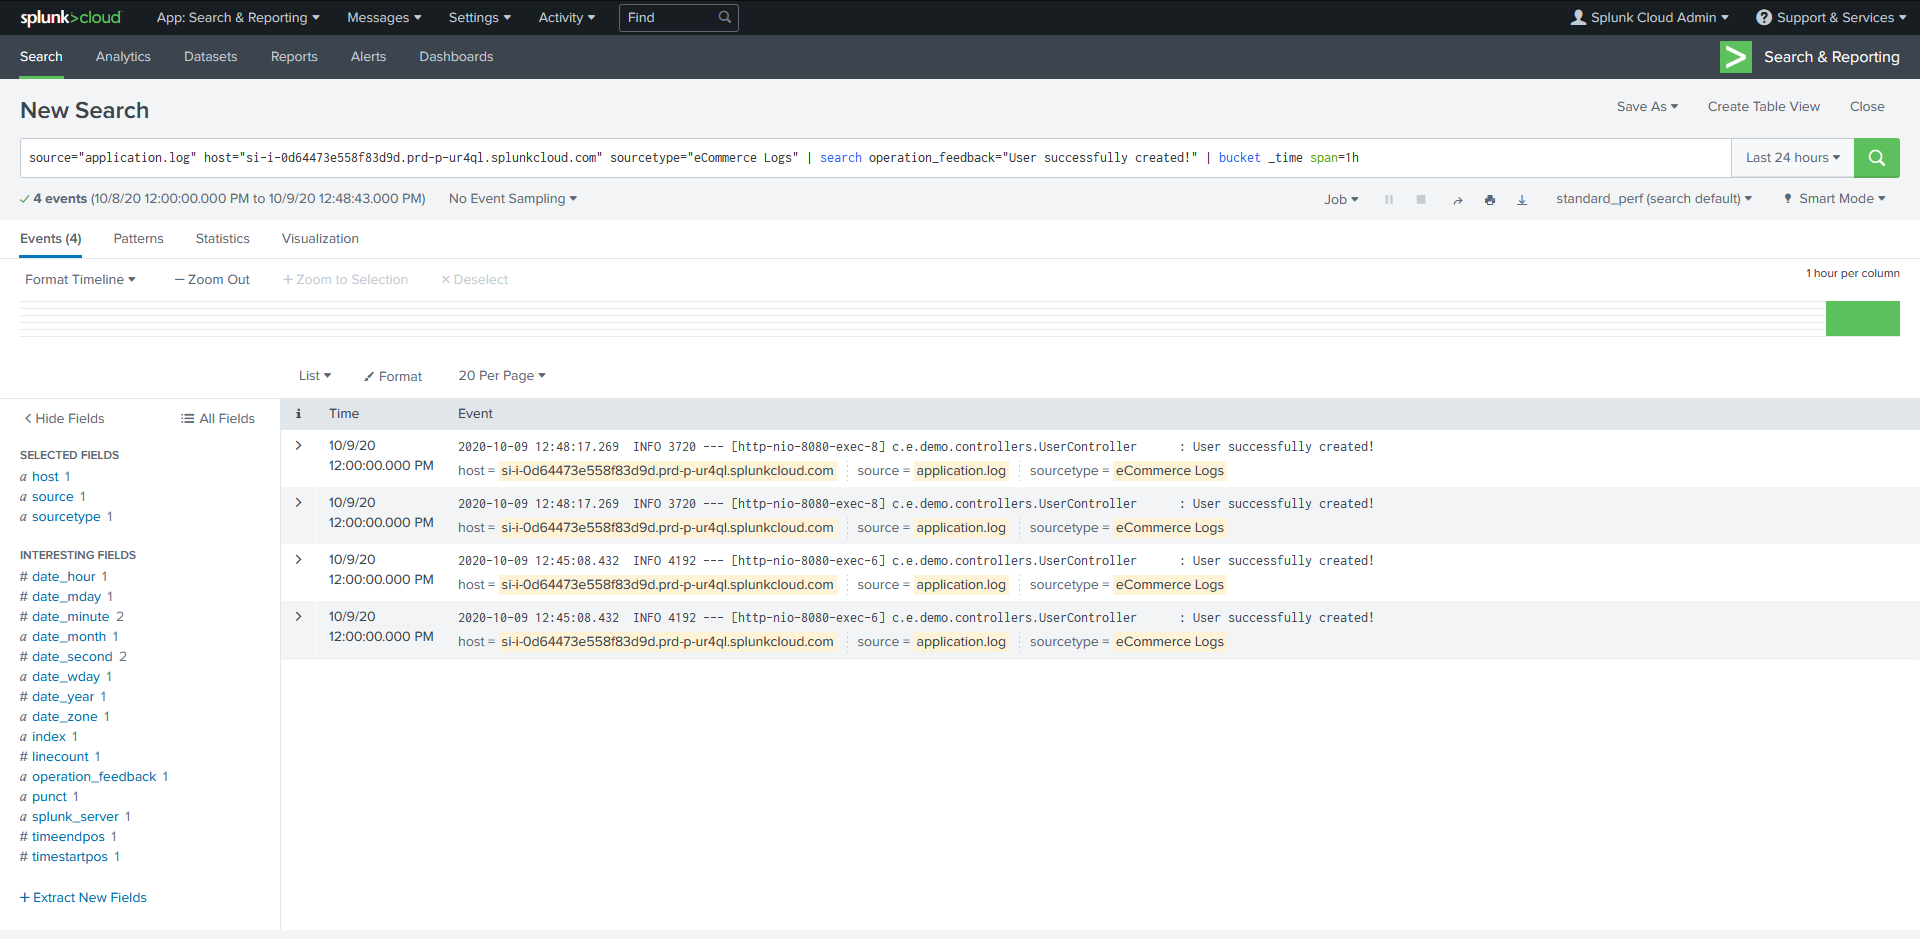 splunk>cloud App: Search & Reporting Messages Settings Activity Find Splunk Cloud Admin Support & Services
Search Analytics Datasets Reports Alerts Dashboards Search & Reporting
New Search Save As Create Table View Close
source="application.log" host="si-i-0d64473e558f83d9d.prd-p-ur4ql.splunkcloud.com" sourcetype="eCommerce Logs" | search operation_feedback="User successfully created!" | bucket _time span=1h Last 24 hours
4 events (10/8/20 12:00:00.000 PM to 10/9/20 12:48:43.000 PM) No Event Sampling Job standard_perf (search default) Smart Mode
Events (4) Patterns Statistics Visualization
Format Timeline — Zoom Out + Zoom to Selection × Deselect 1 hour per column
List Format 20 Per Page
Hide Fields All Fields
SELECTED FIELDS
a host 1
a source 1
a sourcetype 1
INTERESTING FIELDS
# date_hour 1
# date_mday 1
# date_minute 2
a date_month 1
# date_second 2
a date_wday 1
# date_year 1
a date_zone 1
a index 1
# linecount 1
a operation_feedback 1
a punct 1
a splunk_server 1
# timeendpos 1
# timestartpos 1
+ Extract New Fields
i Time Event
10/9/20 2020-10-09 12:48:17.269 INFO 3720 --- [http-nio-8080-exec-8] c.e.demo.controllers.UserController : User successfully created!
12:00:00.000 PM host = si-i-0d64473e558f83d9d.prd-p-ur4ql.splunkcloud.com source = application.log sourcetype = eCommerce Logs
10/9/20 2020-10-09 12:48:17.269 INFO 3720 --- [http-nio-8080-exec-8] c.e.demo.controllers.UserController : User successfully created!
12:00:00.000 PM host = si-i-0d64473e558f83d9d.prd-p-ur4ql.splunkcloud.com source = application.log sourcetype = eCommerce Logs
10/9/20 2020-10-09 12:45:08.432 INFO 4192 --- [http-nio-8080-exec-6] c.e.demo.controllers.UserController : User successfully created!
12:00:00.000 PM host = si-i-0d64473e558f83d9d.prd-p-ur4ql.splunkcloud.com source = application.log sourcetype = eCommerce Logs
10/9/20 2020-10-09 12:45:08.432 INFO 4192 --- [http-nio-8080-exec-6] c.e.demo.controllers.UserController : User successfully created!
12:00:00.000 PM host = si-i-0d64473e558f83d9d.prd-p-ur4ql.splunkcloud.com source = application.log sourcetype = eCommerce Logs